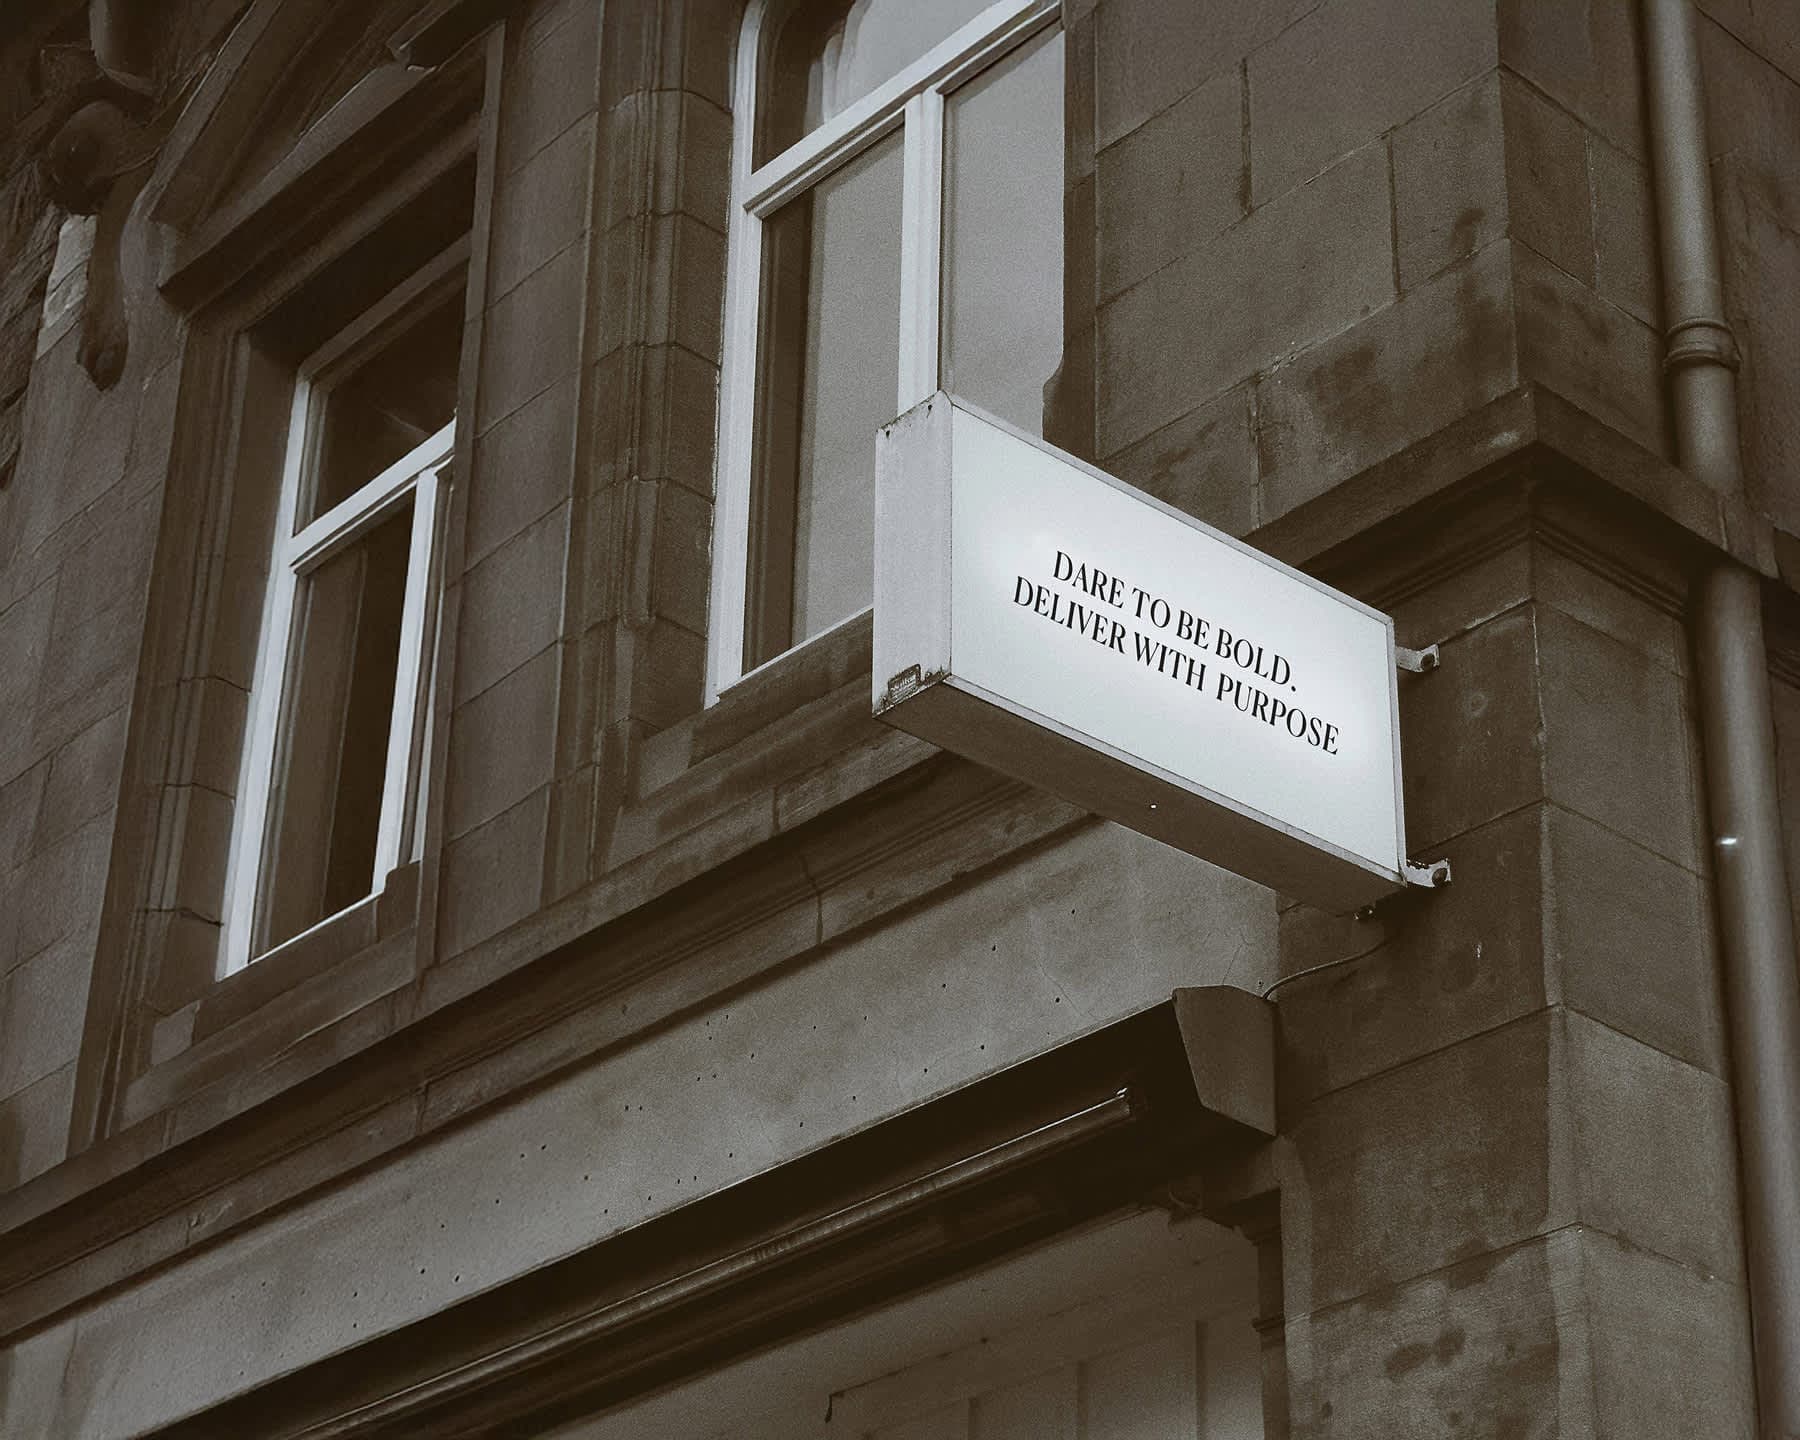 DARE TO BE BOLD.
DELIVER WITH PURPOSE